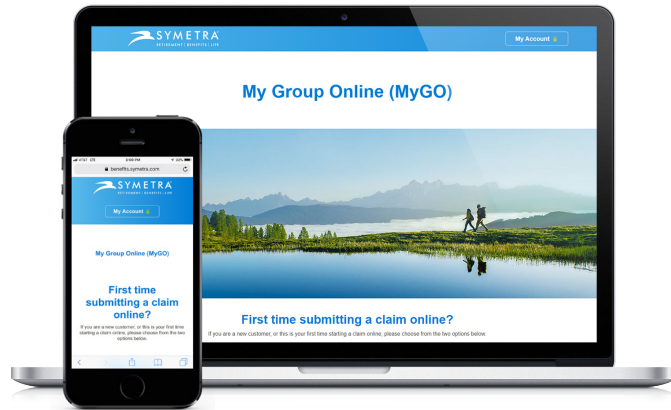 SYMETRA
RETIREMENT | BENEFITS | LIFE
My Account
My Group Online (MyGO)
First time submitting a claim online?
If you are a new customer, or this is your first time starting a claim online, please choose from the two options below.
AT&T LTE
benefits.symetra.com
SYMETRA
RETIREMENT | BENEFITS | LIFE
My Account
My Group Online (MyGO)
First time
submitting a claim
online?
If you are a new customer, or this is your first time
starting a claim online, please choose from the two
options below.